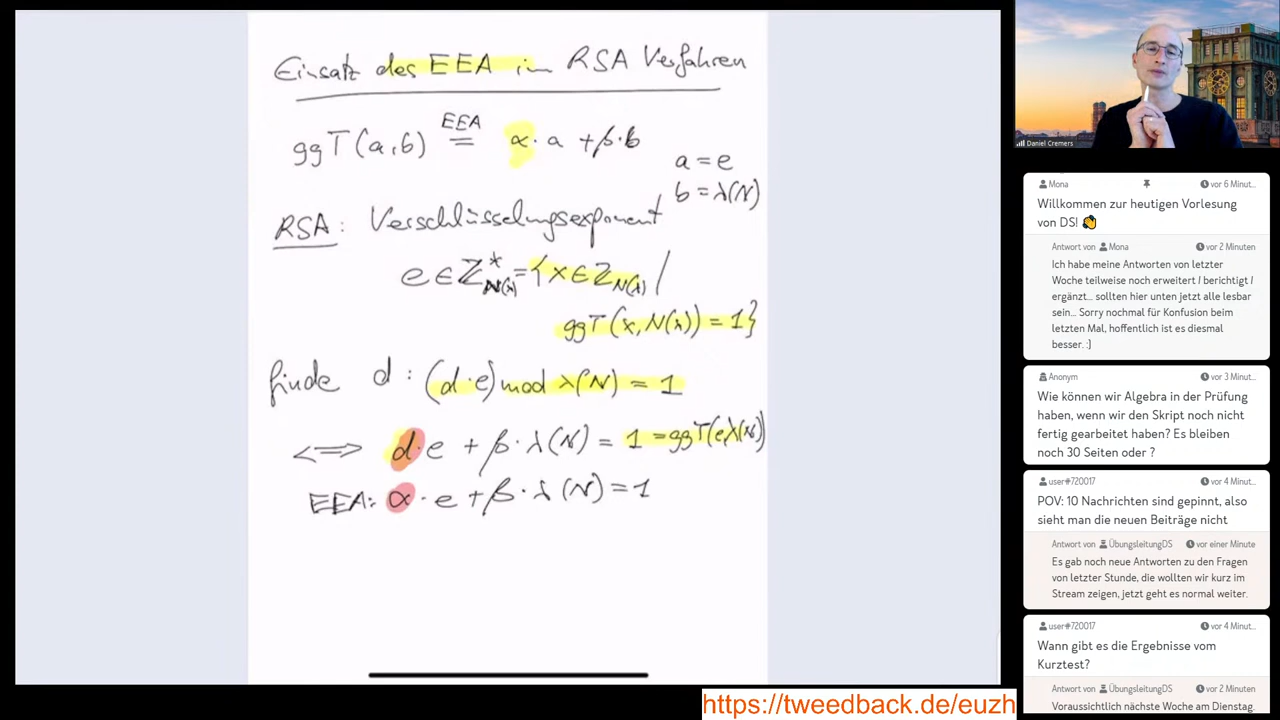 Einsatz des EEA im RSA Verfahren
ggT(a,b) EEA = α·a + β·b
a = e
b = λ(N)
RSA: Verschlüsselungsexponent
e ∈ ℤ*_N(λ) = {x ∈ ℤ_N(λ) |
ggT(x, N(λ)) = 1}
finde d : (d·e) mod λ(N) = 1
⟺ d·e + β·λ(N) = 1 = ggT(e,λ(N))
EEA: α·e + β·λ(N) = 1
Daniel Cremers
Mona vor 6 Minut...
Willkommen zur heutigen Vorlesung
von DS! 👏
Antwort von Mona vor 2 Minuten
Ich habe meine Antworten von letzter
Woche teilweise noch erweitert / berichtigt /
ergänzt... sollten hier unten jetzt alle lesbar
sein... Sorry nochmal für Konfusion beim
letzten Mal, hoffentlich ist es diesmal
besser. :]
Anonym vor 3 Minut...
Wie können wir Algebra in der Prüfung
haben, wenn wir den Skript noch nicht
fertig gearbeitet haben? Es bleiben
noch 30 Seiten oder ?
user#720017 vor 4 Minut...
POV: 10 Nachrichten sind gepinnt, also
sieht man die neuen Beiträge nicht
Antwort von ÜbungsleitungDS vor einer Minute
Es gab noch neue Antworten zu den Fragen
von letzter Stunde, die wollten wir kurz im
Stream zeigen, jetzt geht es normal weiter.
user#720017 vor 4 Minut...
Wann gibt es die Ergebnisse vom
Kurztest?
Antwort von ÜbungsleitungDS vor 2 Minuten
Voraussichtlich nächste Woche am Dienstag.
https://tweedback.de/euzh